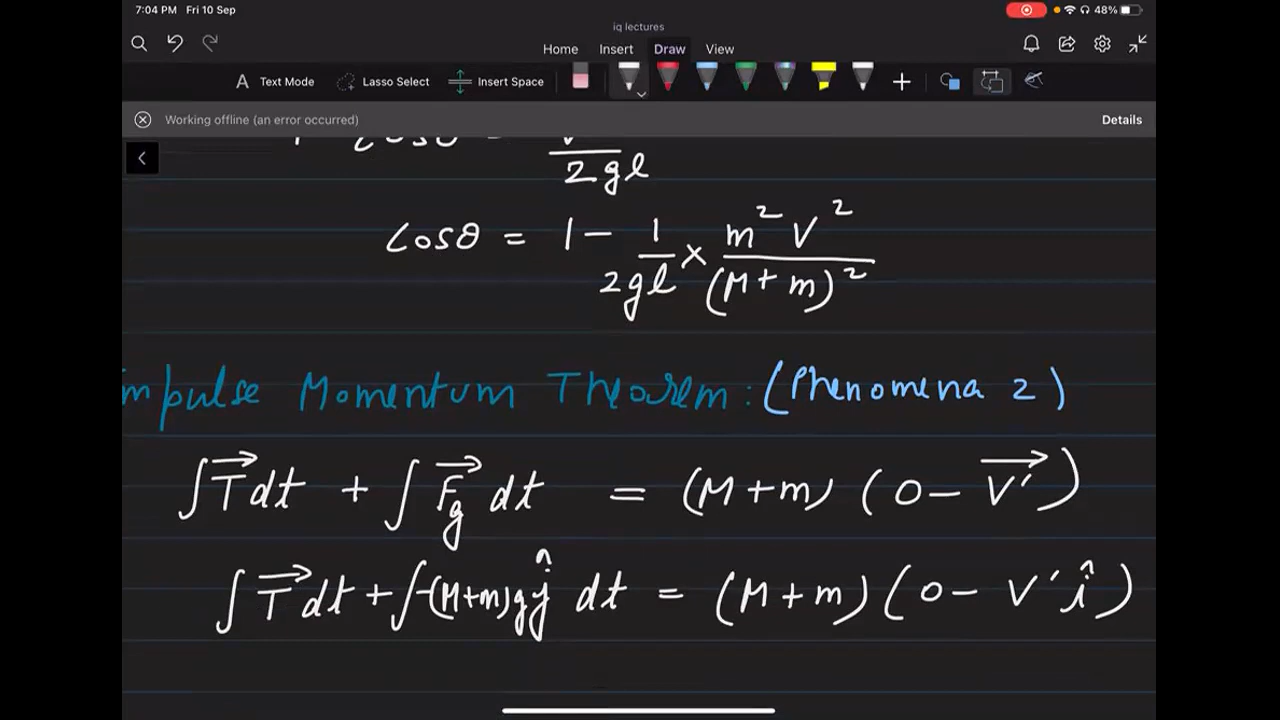 7:04 PM Fri 10 Sep 48%
iq lectures
Home Insert Draw View
Text Mode Lasso Select Insert Space
Working offline (an error occurred) Details
2gl
cosθ = 1 - 1/2gl × m²V²/(M+m)²
mpulse Momentum Theorem: (Phenomena 2)
∫T⃗dt + ∫F⃗g dt = (M+m) (0 - V⃗')
∫T⃗dt + ∫-(M+m)gĵ dt = (M+m) (0 - V'î)